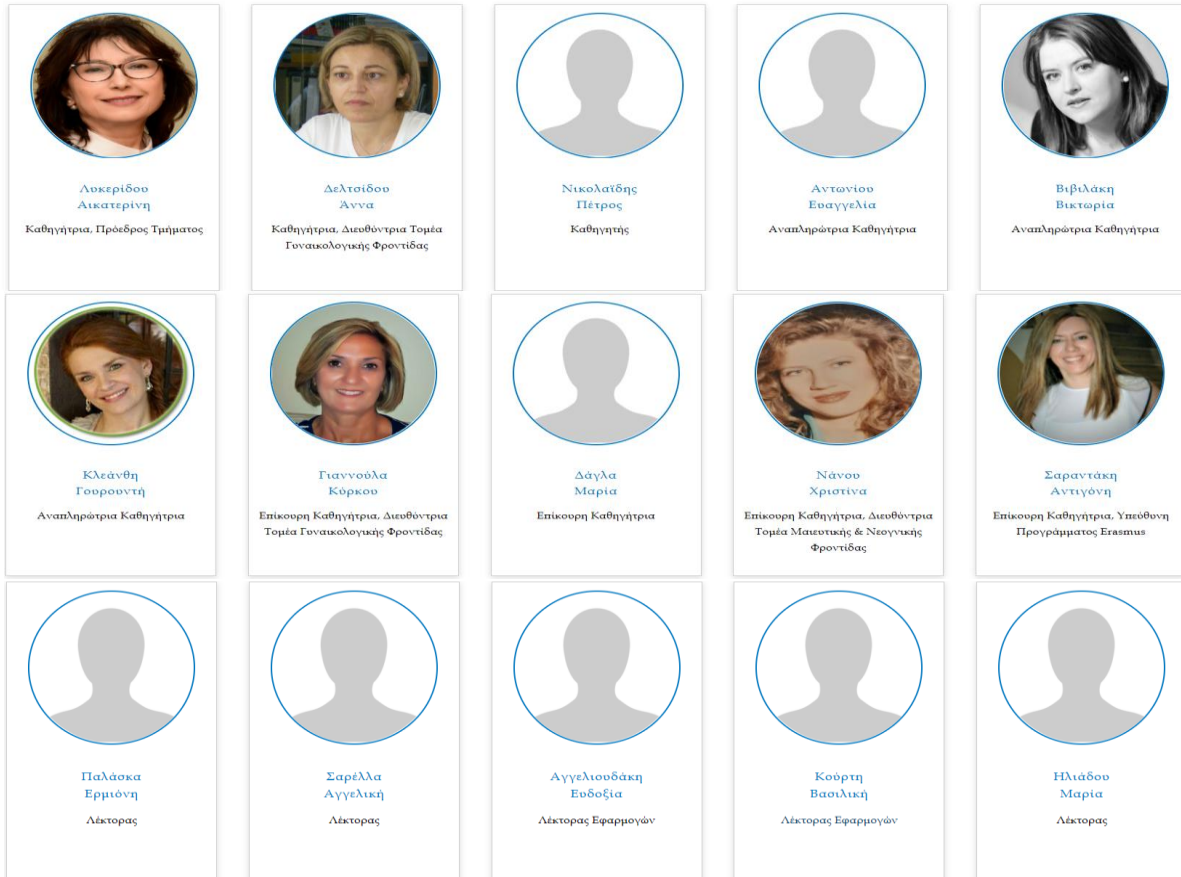 Λυκερίδου
Αικατερίνη
Καθηγήτρια, Πρόεδρος Τμήματος
Δελτσίδου
Άννα
Καθηγήτρια, Διευθύντρια Τομέα
Γυναικολογικής Φροντίδας
Νικολαΐδης
Πέτρος
Καθηγητής
Αντωνίου
Ευαγγελία
Αναπληρώτρια Καθηγήτρια
Βιβιλάκη
Βικτωρία
Αναπληρώτρια Καθηγήτρια
Κλεάνθη
Γουρουντή
Αναπληρώτρια Καθηγήτρια
Γιαννούλα
Κύρκου
Επίκουρη Καθηγήτρια, Διευθύντρια
Τομέα Γυναικολογικής Φροντίδας
Δάγλα
Μαρία
Επίκουρη Καθηγήτρια
Νάνου
Χριστίνα
Επίκουρη Καθηγήτρια, Διευθύντρια
Τομέα Μαιευτικής & Νεογνικής
Φροντίδας
Σαραντάκη
Αντιγόνη
Επίκουρη Καθηγήτρια, Υπεύθυνη
Προγράμματος Erasmus
Παλάσκα
Ερμιόνη
Λέκτορας
Σαρέλλα
Αγγελική
Λέκτορας
Αγγελιουδάκη
Ευδοξία
Λέκτορας Εφαρμογών
Κούρτη
Βασιλική
Λέκτορας Εφαρμογών
Ηλιάδου
Μαρία
Λέκτορας